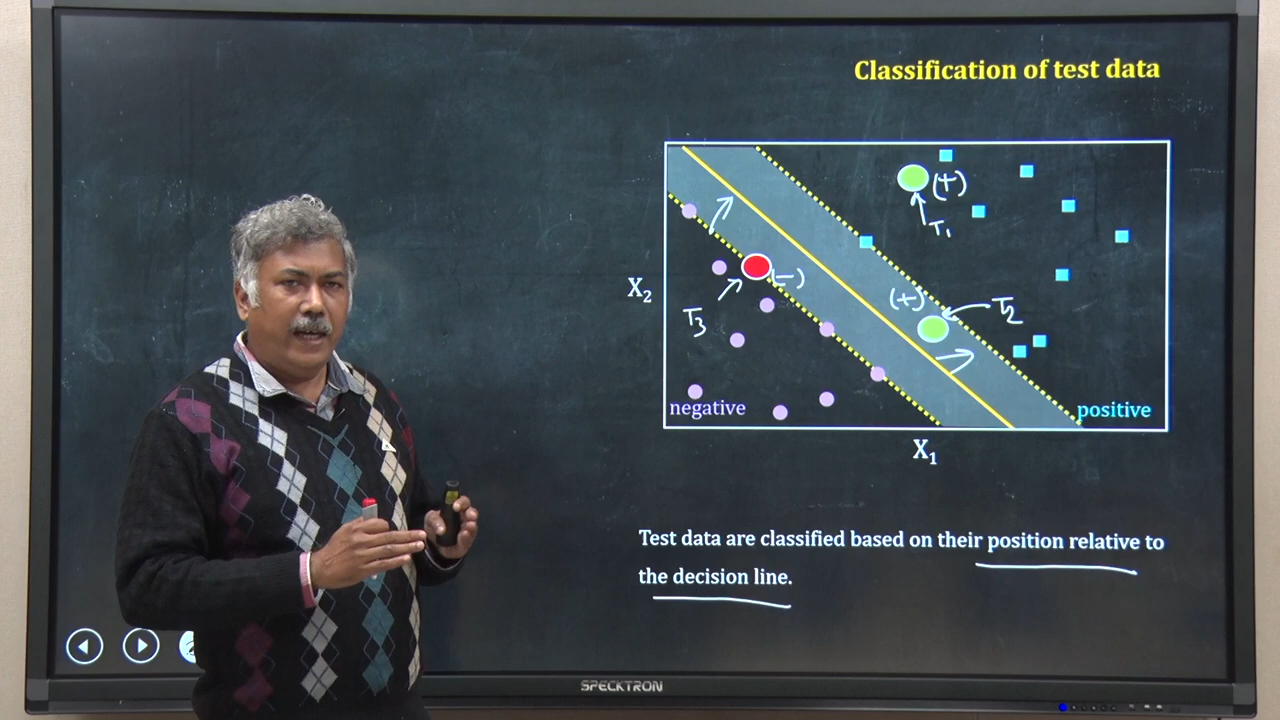 Classification of test data
(+)
T1
X2
(-)
T3
(+)
T2
negative
positive
X1
Test data are classified based on their position relative to
the decision line.
SPECKTRON